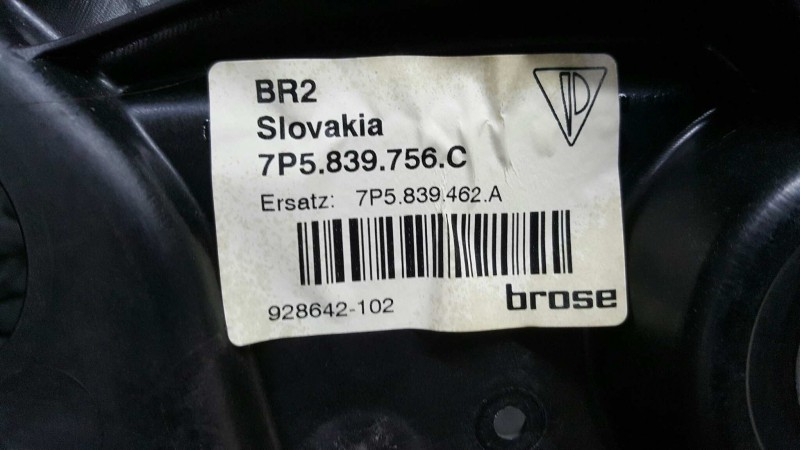 BR2
Slovakia
7P5.839.756.C
Ersatz: 7P5.839.462.A
928642-102
brose